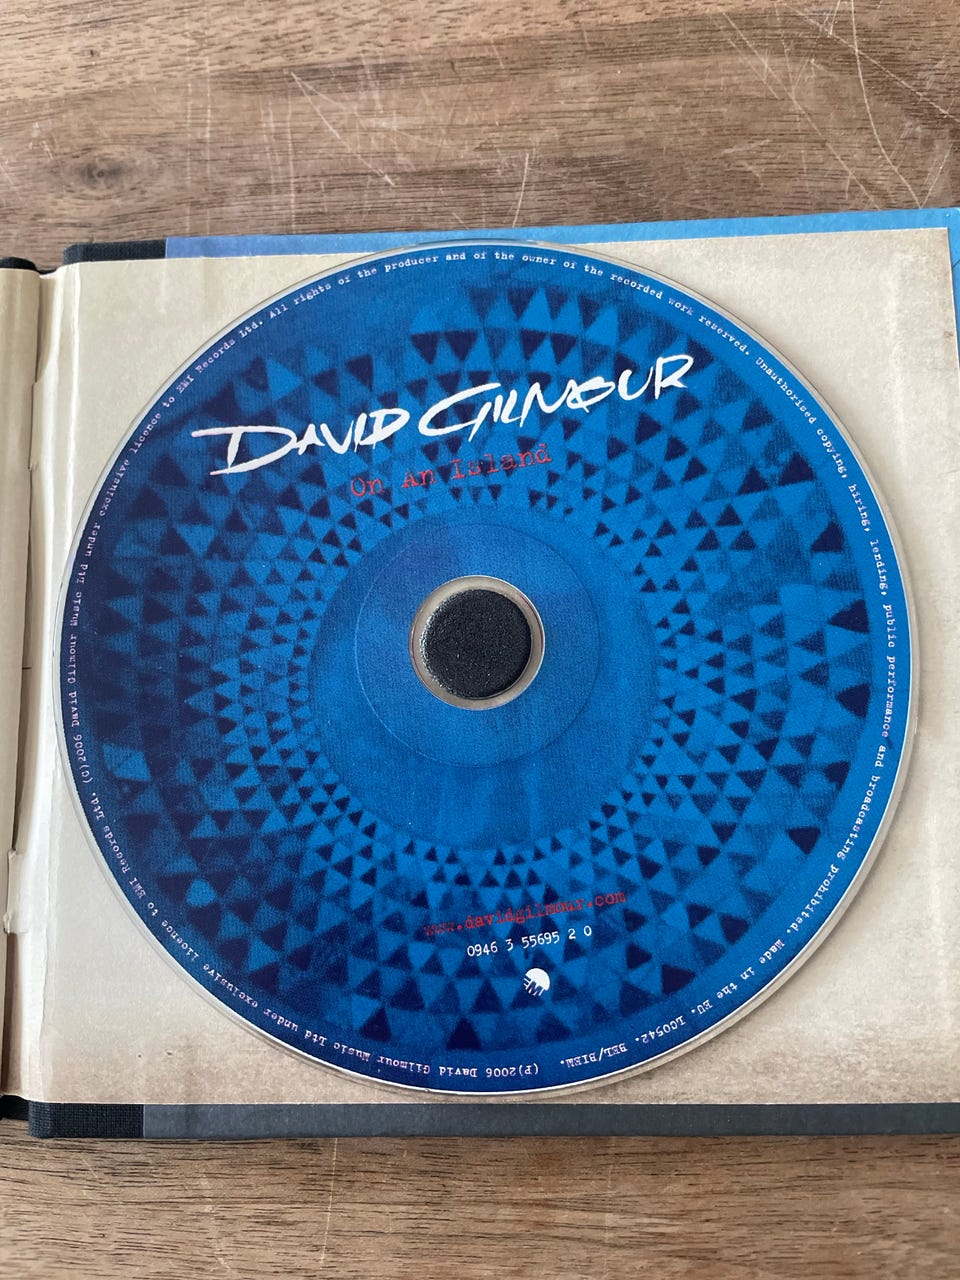 DAVID GILMOUR
On An Island
www.davidgilmour.com
0946 3 55695 2 0
EMI
(P)2006 David Gilmour Music Ltd under exclusive licence to EMI Records Ltd. (C)2006 David Gilmour Music Ltd under exclusive licence to EMI Records Ltd. All rights of the producer and of the owner of the recorded work reserved. Unauthorised copying, hiring, lending, public performance and broadcasting prohibited. Made in the EU. LC0542. BEL/BIEM.